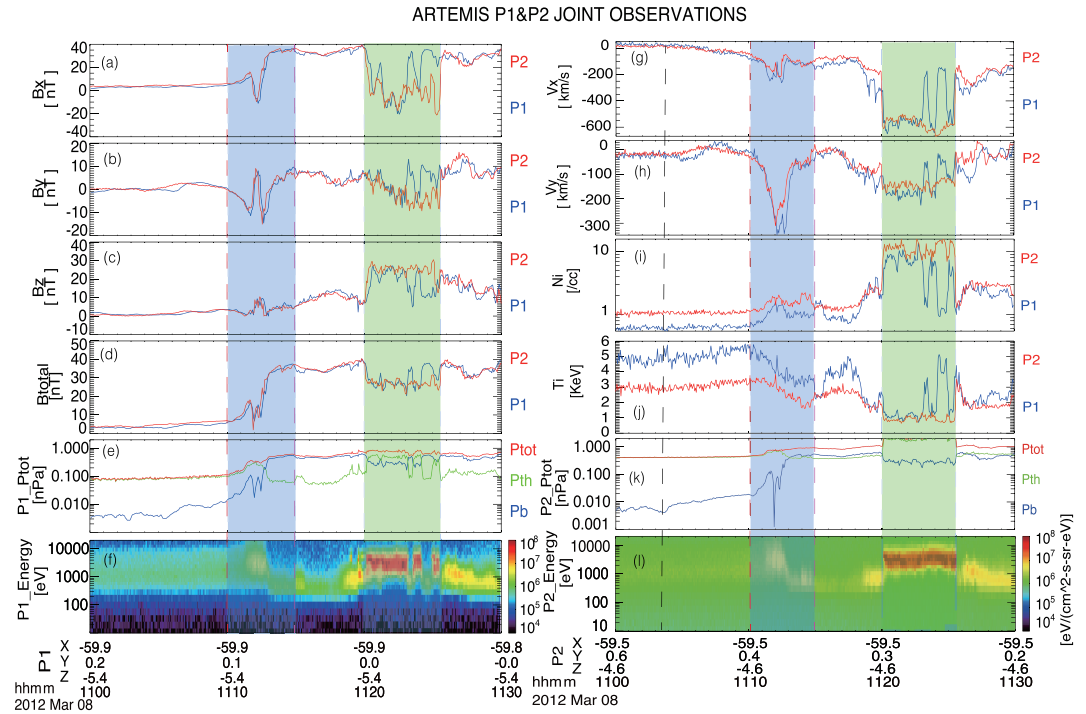 ARTEMIS P1&P2 JOINT OBSERVATIONS
(a)
Bx
[ nT ]
40
20
0
-20
-40
P2
P1
(b)
By
[ nT ]
20
10
0
-10
-20
P2
P1
(c)
Bz
[ nT ]
40
30
20
10
0
-10
P2
P1
(d)
Btotal
[nT]
50
40
30
20
10
0
P2
P1
(e)
P1_Ptot
[nPa]
1.000
0.100
0.010
Ptot
Pth
Pb
(f)
P1_Energy
[eV]
10000
1000
100
10^8
10^7
10^6
10^5
10^4
P1
X -59.9 -59.9 -59.9 -59.8
Y 0.2 0.1 0.0 -0.0
Z -5.4 -5.4 -5.4 -5.4
hhmm 1100 1110 1120 1130
2012 Mar 08
(g)
Vx
[ km/s ]
0
-200
-400
-600
P2
P1
(h)
Vy
[ km/s ]
0
-100
-200
-300
P2
P1
(i)
Ni
[/cc]
10
1
P2
P1
(j)
Ti
[KeV]
6
5
4
3
2
1
0
P2
P1
(k)
P2_Ptot
[nPa]
1.000
0.100
0.010
0.001
Ptot
Pth
Pb
(l)
P2_Energy
[eV]
10000
1000
100
10
10^8
10^7
10^6
10^5
10^4
[eV/(cm^2-s-sr-eV)]
P2
X -59.5 -59.5 -59.5 -59.5
Y 0.6 0.4 0.3 0.2
Z -4.6 -4.6 -4.6 -4.6
hhmm 1100 1110 1120 1130
2012 Mar 08